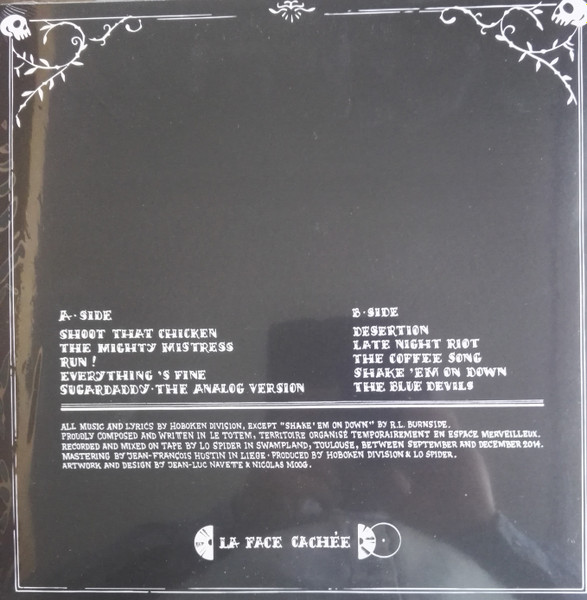 A·SIDE
SHOOT THAT CHICKEN
THE MIGHTY MISTRESS
RUN !
EVERYTHING 'S FINE
SUGARDADDY·THE ANALOG VERSION
B·SIDE
DESERTION
LATE NIGHT RIOT
THE COFFEE SONG
SHAKE 'EM ON DOWN
THE BLUE DEVILS
ALL MUSIC AND LYRICS BY HOBOKEN DIVISION, EXCEPT "SHAKE'EM ON DOWN" BY R.L. BURNSIDE.
PROUDLY COMPOSED AND WRITTEN IN LE TOTEM, TERRITOIRE ORGANISÉ TEMPORAIREMENT EN ESPACE MERVEILLEUX.
RECORDED AND MIXED ON TAPE BY LO SPIDER IN SWAMPLAND, TOULOUSE, BETWEEN SEPTEMBER AND DECEMBER 2014.
MASTERING BY JEAN-FRANÇOIS HUSTIN IN LIEGE · PRODUCED BY HOBOKEN DIVISION & LO SPIDER.
ARTWORK AND DESIGN BY JEAN-LUC NAVETTE & NICOLAS MOOG.
LA FACE CACHÉE